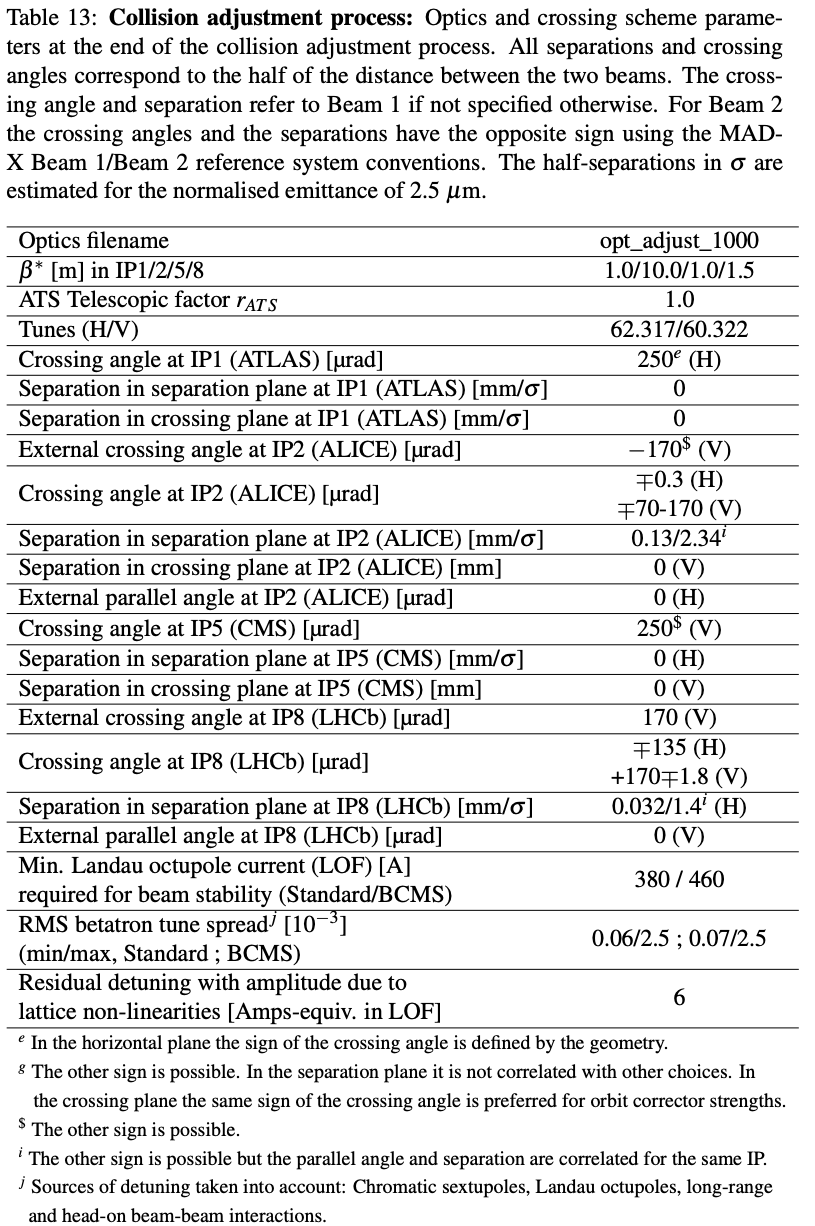 Table 13: Collision adjustment process: Optics and crossing scheme parame-
ters at the end of the collision adjustment process. All separations and crossing
angles correspond to the half of the distance between the two beams. The cross-
ing angle and separation refer to Beam 1 if not specified otherwise. For Beam 2
the crossing angles and the separations have the opposite sign using the MAD-
X Beam 1/Beam 2 reference system conventions. The half-separations in σ are
estimated for the normalised emittance of 2.5 μm.
Optics filename opt_adjust_1000
β* [m] in IP1/2/5/8 1.0/10.0/1.0/1.5
ATS Telescopic factor r_ATS 1.0
Tunes (H/V) 62.317/60.322
Crossing angle at IP1 (ATLAS) [μrad] 250^e (H)
Separation in separation plane at IP1 (ATLAS) [mm/σ] 0
Separation in crossing plane at IP1 (ATLAS) [mm/σ] 0
External crossing angle at IP2 (ALICE) [μrad] −170^$ (V)
Crossing angle at IP2 (ALICE) [μrad] ∓0.3 (H)
∓70-170 (V)
Separation in separation plane at IP2 (ALICE) [mm/σ] 0.13/2.34^i
Separation in crossing plane at IP2 (ALICE) [mm] 0 (V)
External parallel angle at IP2 (ALICE) [μrad] 0 (H)
Crossing angle at IP5 (CMS) [μrad] 250^$ (V)
Separation in separation plane at IP5 (CMS) [mm/σ] 0 (H)
Separation in crossing plane at IP5 (CMS) [mm] 0 (V)
External crossing angle at IP8 (LHCb) [μrad] 170 (V)
Crossing angle at IP8 (LHCb) [μrad] ∓135 (H)
+170∓1.8 (V)
Separation in separation plane at IP8 (LHCb) [mm/σ] 0.032/1.4^i (H)
External parallel angle at IP8 (LHCb) [μrad] 0 (V)
Min. Landau octupole current (LOF) [A]
required for beam stability (Standard/BCMS) 380 / 460
RMS betatron tune spread^j [10^−3]
(min/max, Standard ; BCMS) 0.06/2.5 ; 0.07/2.5
Residual detuning with amplitude due to
lattice non-linearities [Amps-equiv. in LOF] 6
^e In the horizontal plane the sign of the crossing angle is defined by the geometry.
^g The other sign is possible. In the separation plane it is not correlated with other choices. In
the crossing plane the same sign of the crossing angle is preferred for orbit corrector strengths.
^$ The other sign is possible.
^i The other sign is possible but the parallel angle and separation are correlated for the same IP.
^j Sources of detuning taken into account: Chromatic sextupoles, Landau octupoles, long-range
and head-on beam-beam interactions.